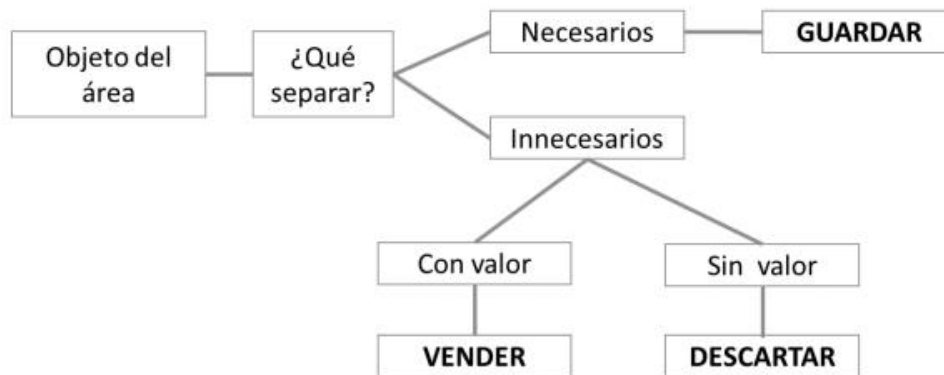 Objeto del
área
¿Qué
separar?
Necesarios
GUARDAR
Innecesarios
Con valor
Sin valor
VENDER
DESCARTAR